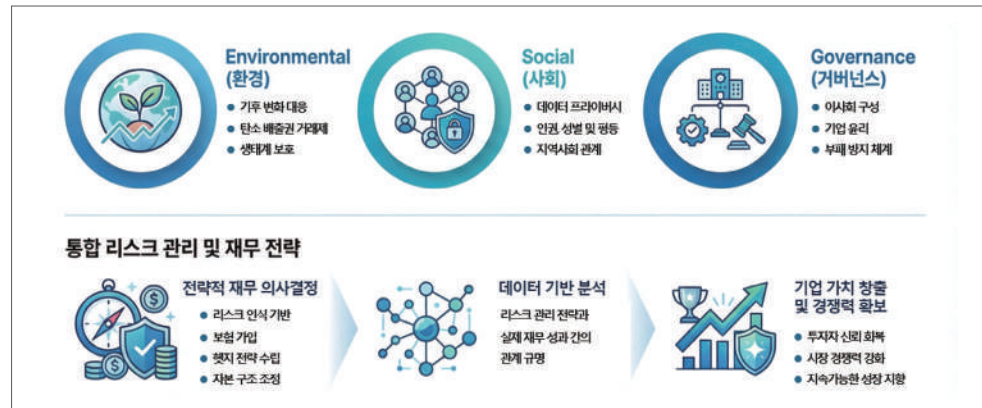 Environmental
(환경)
• 기후 변화 대응
• 탄소 배출권 거래제
• 생태계 보호
Social
(사회)
• 데이터 프라이버시
• 인권, 성별 및 평등
• 지역사회 관계
Governance
(거버넌스)
• 이사회 구성
• 기업 윤리
• 부패 방지 체계
통합 리스크 관리 및 재무 전략
전략적 재무 의사결정
• 리스크 인식 기반
• 보험 가입
• 헷지 전략 수립
• 자본 구조 조정
데이터 기반 분석
리스크 관리 전략과
실제 재무 성과 간의
관계 규명
기업 가치 창출
및 경쟁력 확보
• 투자자 신뢰 회복
• 시장 경쟁력 강화
• 지속가능한 성장 지향